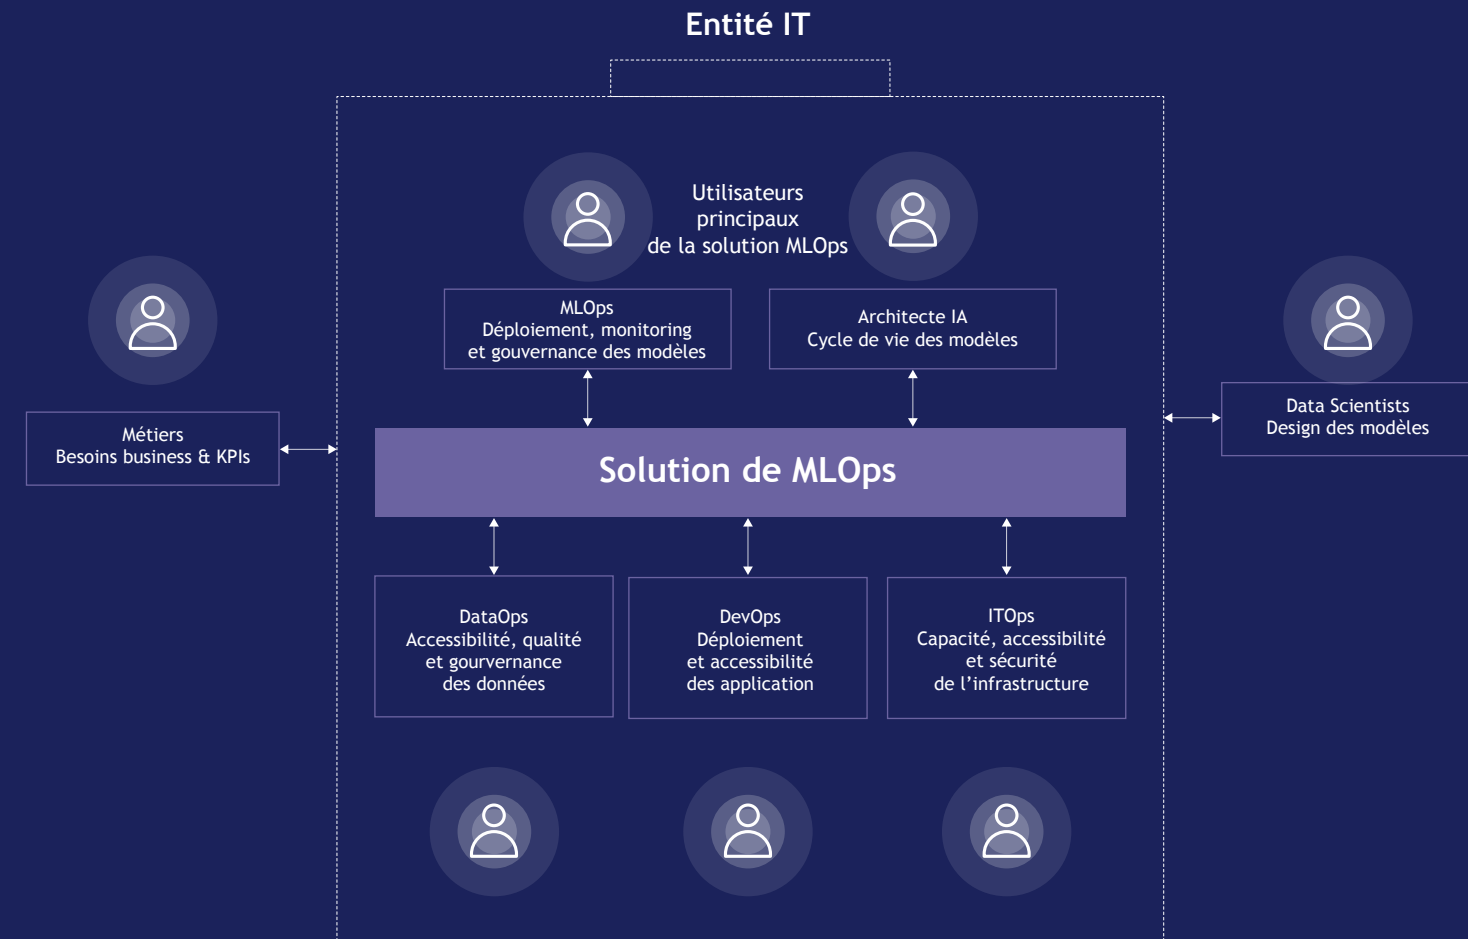 Entité IT
Utilisateurs
principaux
de la solution MLOps
MLOps
Déploiement, monitoring
et gouvernance des modèles
Architecte IA
Cycle de vie des modèles
Métiers
Besoins business & KPIs
Data Scientists
Design des modèles
Solution de MLOps
DataOps
Accessibilité, qualité
et gourvernance
des données
DevOps
Déploiement
et accessibilité
des application
ITOps
Capacité, accessibilité
et sécurité
de l’infrastructure